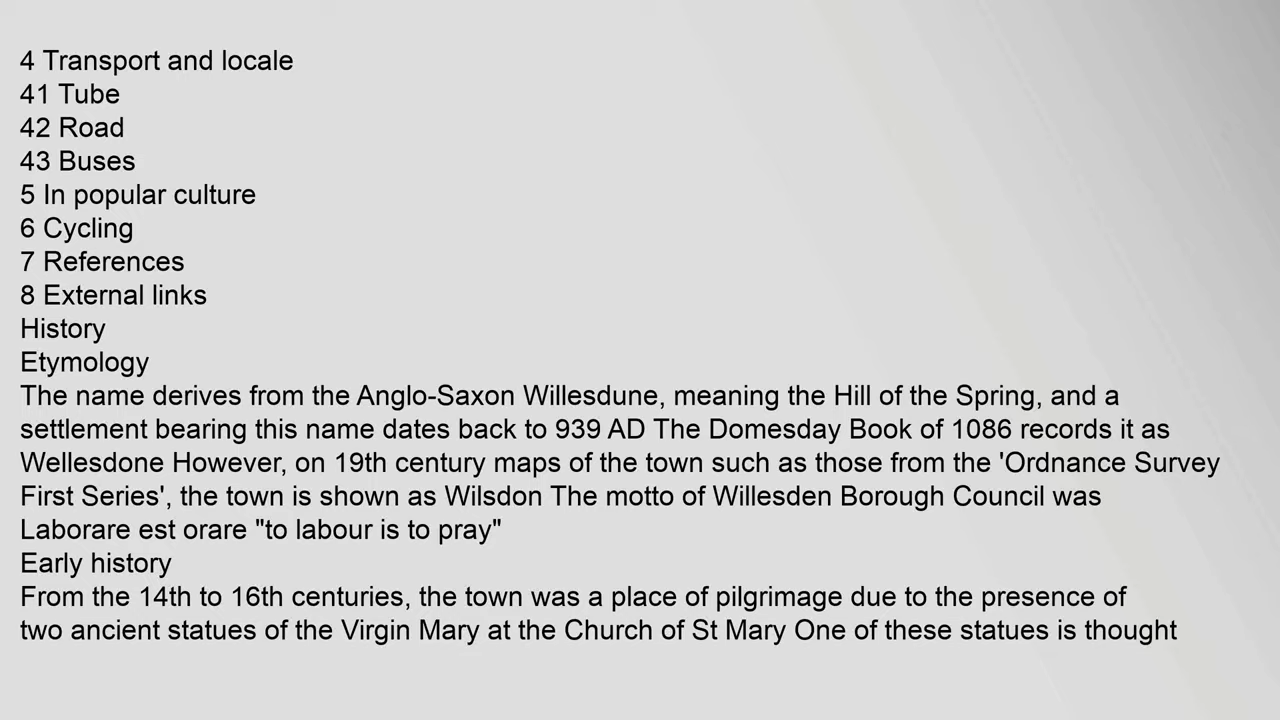 4 Transport and locale
41 Tube
42 Road
43 Buses
5 In popular culture
6 Cycling
7 References
8 External links
History
Etymology
The name derives from the Anglo-Saxon Willesdune, meaning the Hill of the Spring, and a
settlement bearing this name dates back to 939 AD The Domesday Book of 1086 records it as
Wellesdone However, on 19th century maps of the town such as those from the 'Ordnance Survey
First Series', the town is shown as Wilsdon The motto of Willesden Borough Council was
Laborare est orare "to labour is to pray"
Early history
From the 14th to 16th centuries, the town was a place of pilgrimage due to the presence of
two ancient statues of the Virgin Mary at the Church of St Mary One of these statues is thought